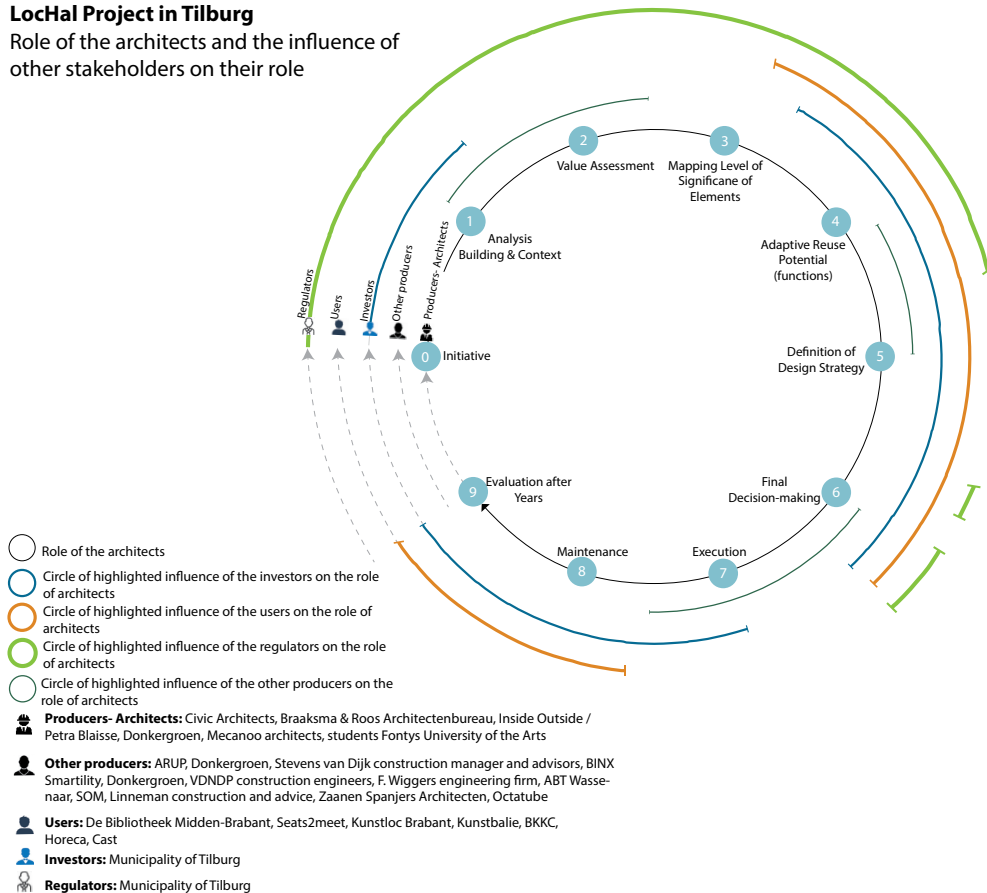 LocHal Project in Tilburg
Role of the architects and the influence of
other stakeholders on their role
Regulators
Users
Investors
Other producers
Producers- Architects
0
Initiative
1
Analysis
Building & Context
2
Value Assessment
3
Mapping Level of
Significane of
Elements
4
Adaptive Reuse
Potential
(functions)
5
Definition of
Design Strategy
6
Final
Decision-making
7
Execution
8
Maintenance
9
Evaluation after
Years
Role of the architects
Circle of highlighted influence of the investors on the role
of architects
Circle of highlighted influence of the users on the role of
architects
Circle of highlighted influence of the regulators on the role
of architects
Circle of highlighted influence of the other producers on the
role of architects
Producers- Architects: Civic Architects, Braaksma & Roos Architectenbureau, Inside Outside /
Petra Blaisse, Donkergroen, Mecanoo architects, students Fontys University of the Arts
Other producers: ARUP, Donkergroen, Stevens van Dijk construction manager and advisors, BINX
Smartility, Donkergroen, VDNDP construction engineers, F. Wiggers engineering firm, ABT Wasse-
naar, SOM, Linneman construction and advice, Zaanen Spanjers Architecten, Octatube
Users: De Bibliotheek Midden-Brabant, Seats2meet, Kunstloc Brabant, Kunstbalie, BKKC,
Horeca, Cast
Investors: Municipality of Tilburg
Regulators: Municipality of Tilburg